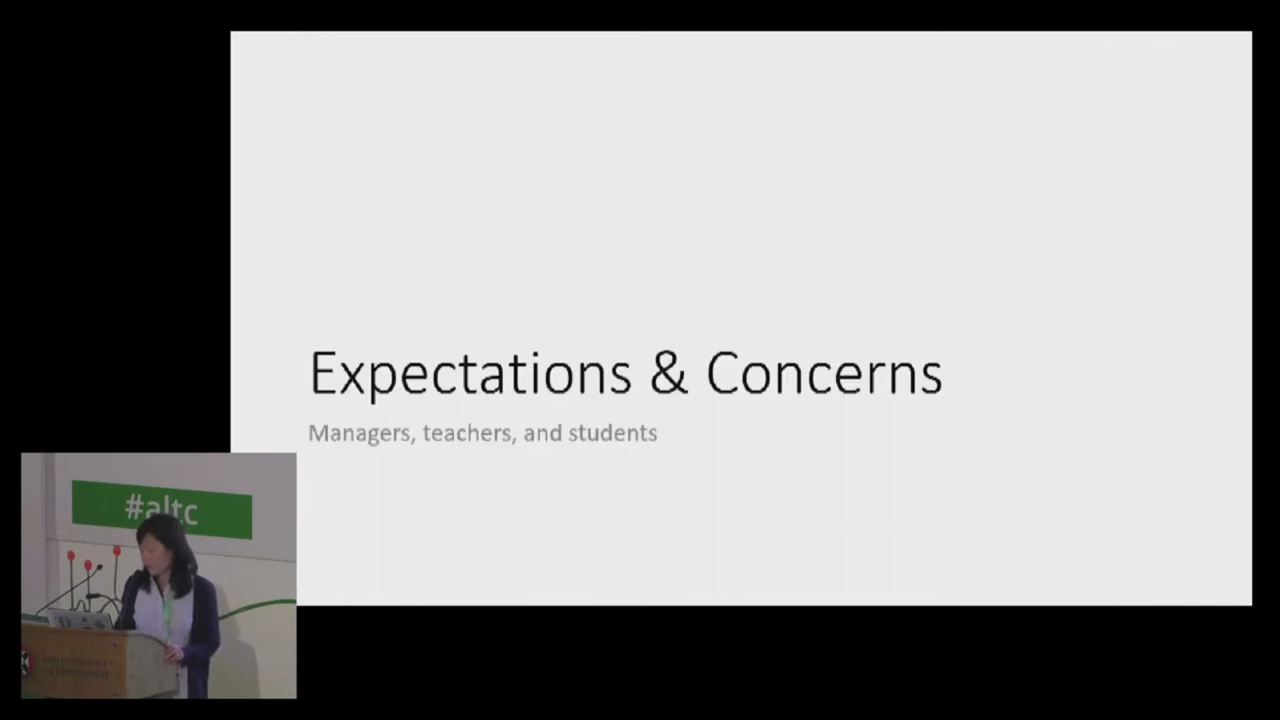 Expectations & Concerns
Managers, teachers, and students
#altc